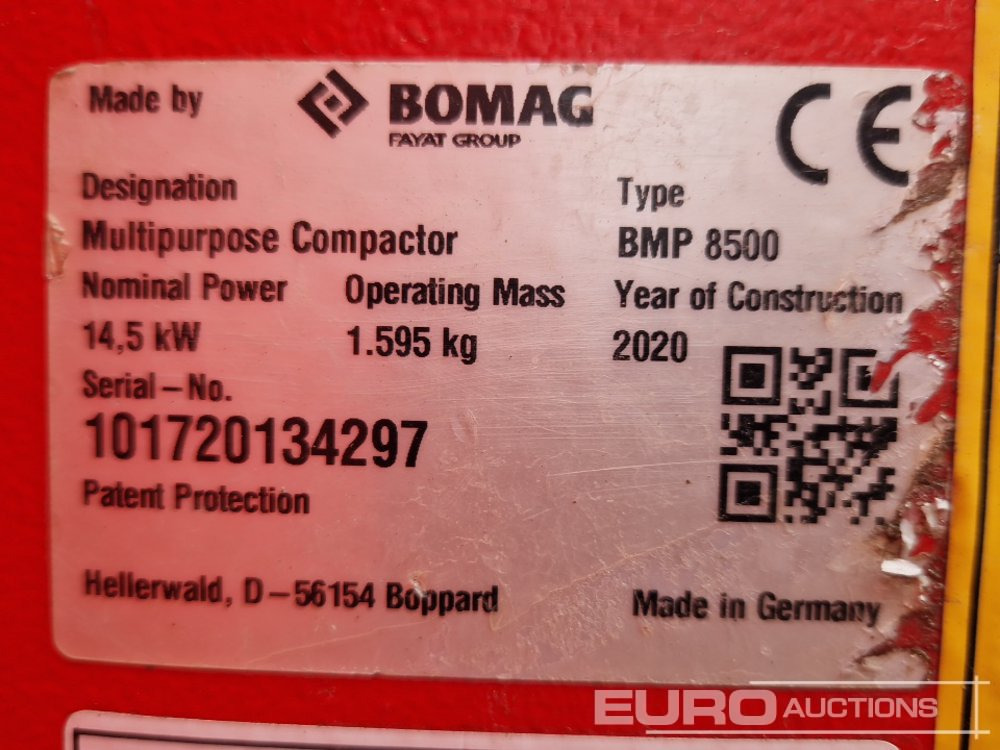 Made by BOMAG CE
FAYAT GROUP
Designation Type
Multipurpose Compactor BMP 8500
Nominal Power Operating Mass Year of Construction
14,5 kW 1.595 kg 2020
Serial – No.
101720134297
Patent Protection
Hellerwald, D – 56154 Boppard Made in Germany
EURO AUCTIONS